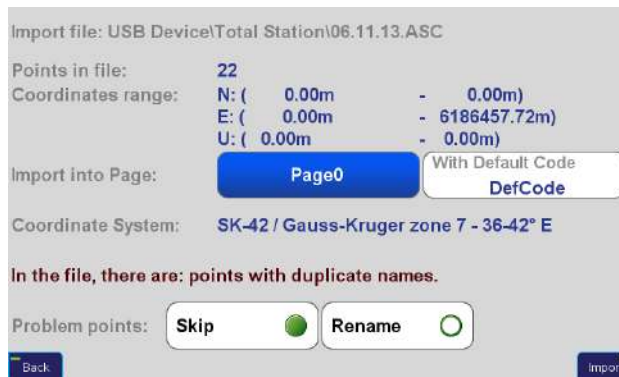 Import file: USB Device\Total Station\06.11.13.ASC
Points in file: 22
Coordinates range: N: ( 0.00m - 0.00m)
E: ( 0.00m - 6186457.72m)
U: ( 0.00m - 0.00m)
Import into Page: Page0 With Default Code
DefCode
Coordinate System: SK-42 / Gauss-Kruger zone 7 - 36-42° E
In the file, there are: points with duplicate names.
Problem points: Skip Rename
Back Impor